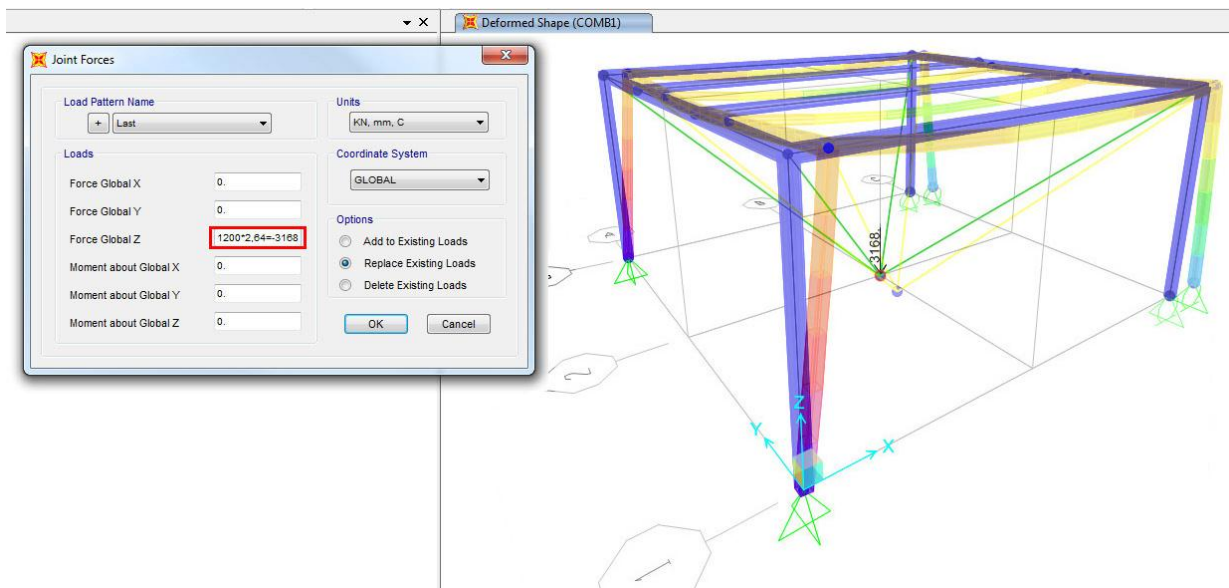 Deformed Shape (COMB1)
Joint Forces
Load Pattern Name
+ Last
Units
KN, mm, C
Loads
Force Global X 0.
Force Global Y 0.
Force Global Z 1200*2,64=-3168
Moment about Global X 0.
Moment about Global Y 0.
Moment about Global Z 0.
Coordinate System
GLOBAL
Options
Add to Existing Loads
Replace Existing Loads
Delete Existing Loads
OK Cancel
3168.
Z
Y
X
2
1